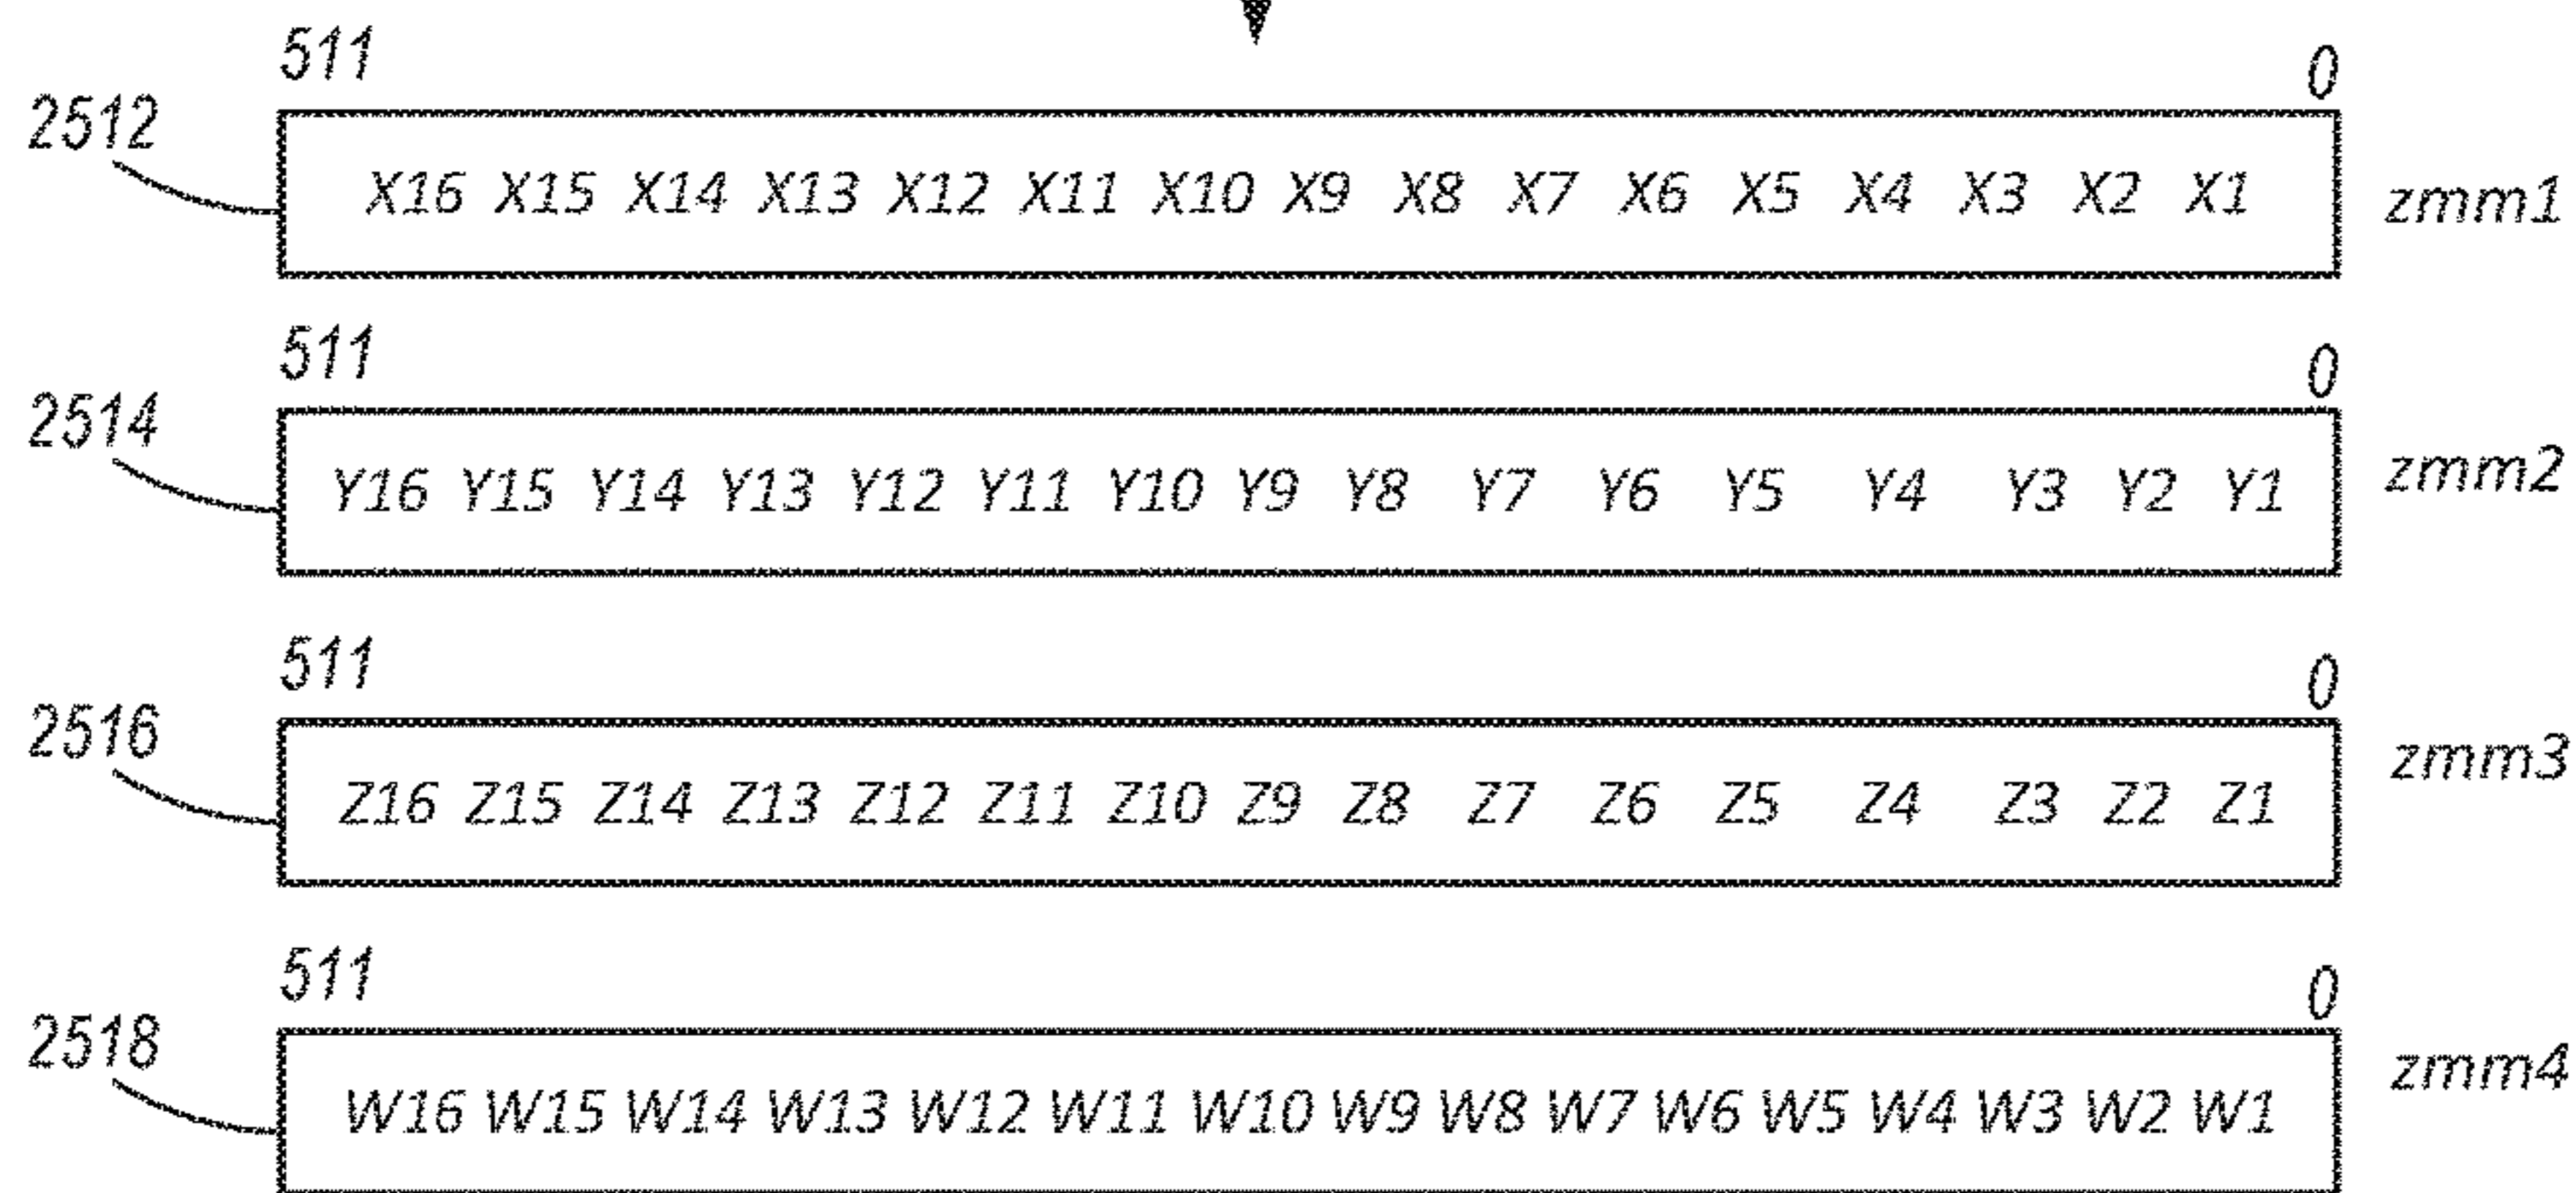 511 0
2512 X16 X15 X14 X13 X12 X11 X10 X9 X8 X7 X6 X5 X4 X3 X2 X1 zmm1
511 0
2514 Y16 Y15 Y14 Y13 Y12 Y11 Y10 Y9 Y8 Y7 Y6 Y5 Y4 Y3 Y2 Y1 zmm2
511 0
2516 Z16 Z15 Z14 Z13 Z12 Z11 Z10 Z9 Z8 Z7 Z6 Z5 Z4 Z3 Z2 Z1 zmm3
511 0
2518 W16 W15 W14 W13 W12 W11 W10 W9 W8 W7 W6 W5 W4 W3 W2 W1 zmm4